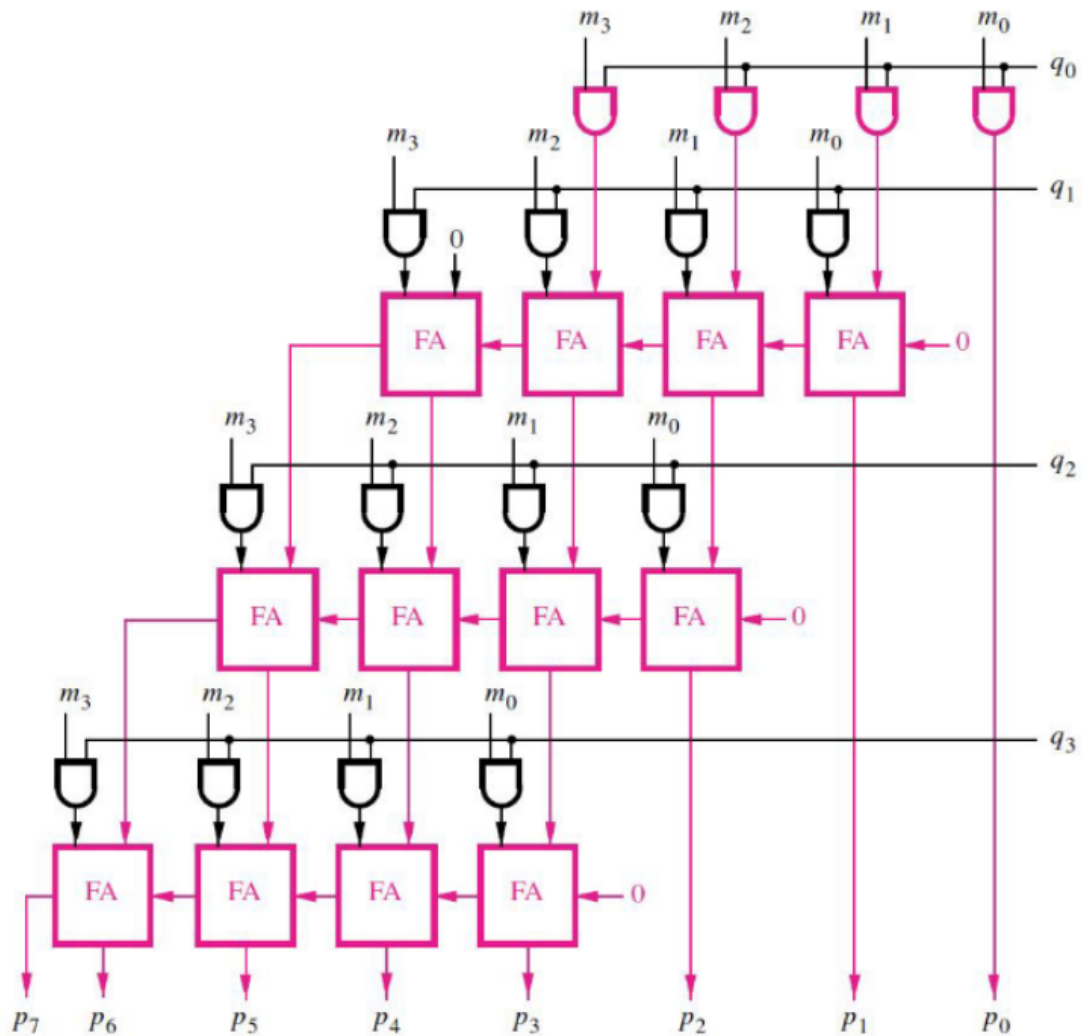 m₃ m₂ m₁ m₀
q₀
m₃ m₂ m₁ m₀
q₁
0
FA FA FA FA 0
m₃ m₂ m₁ m₀
q₂
FA FA FA FA 0
m₃ m₂ m₁ m₀
q₃
FA FA FA FA 0
p₇ p₆ p₅ p₄ p₃ p₂ p₁ p₀